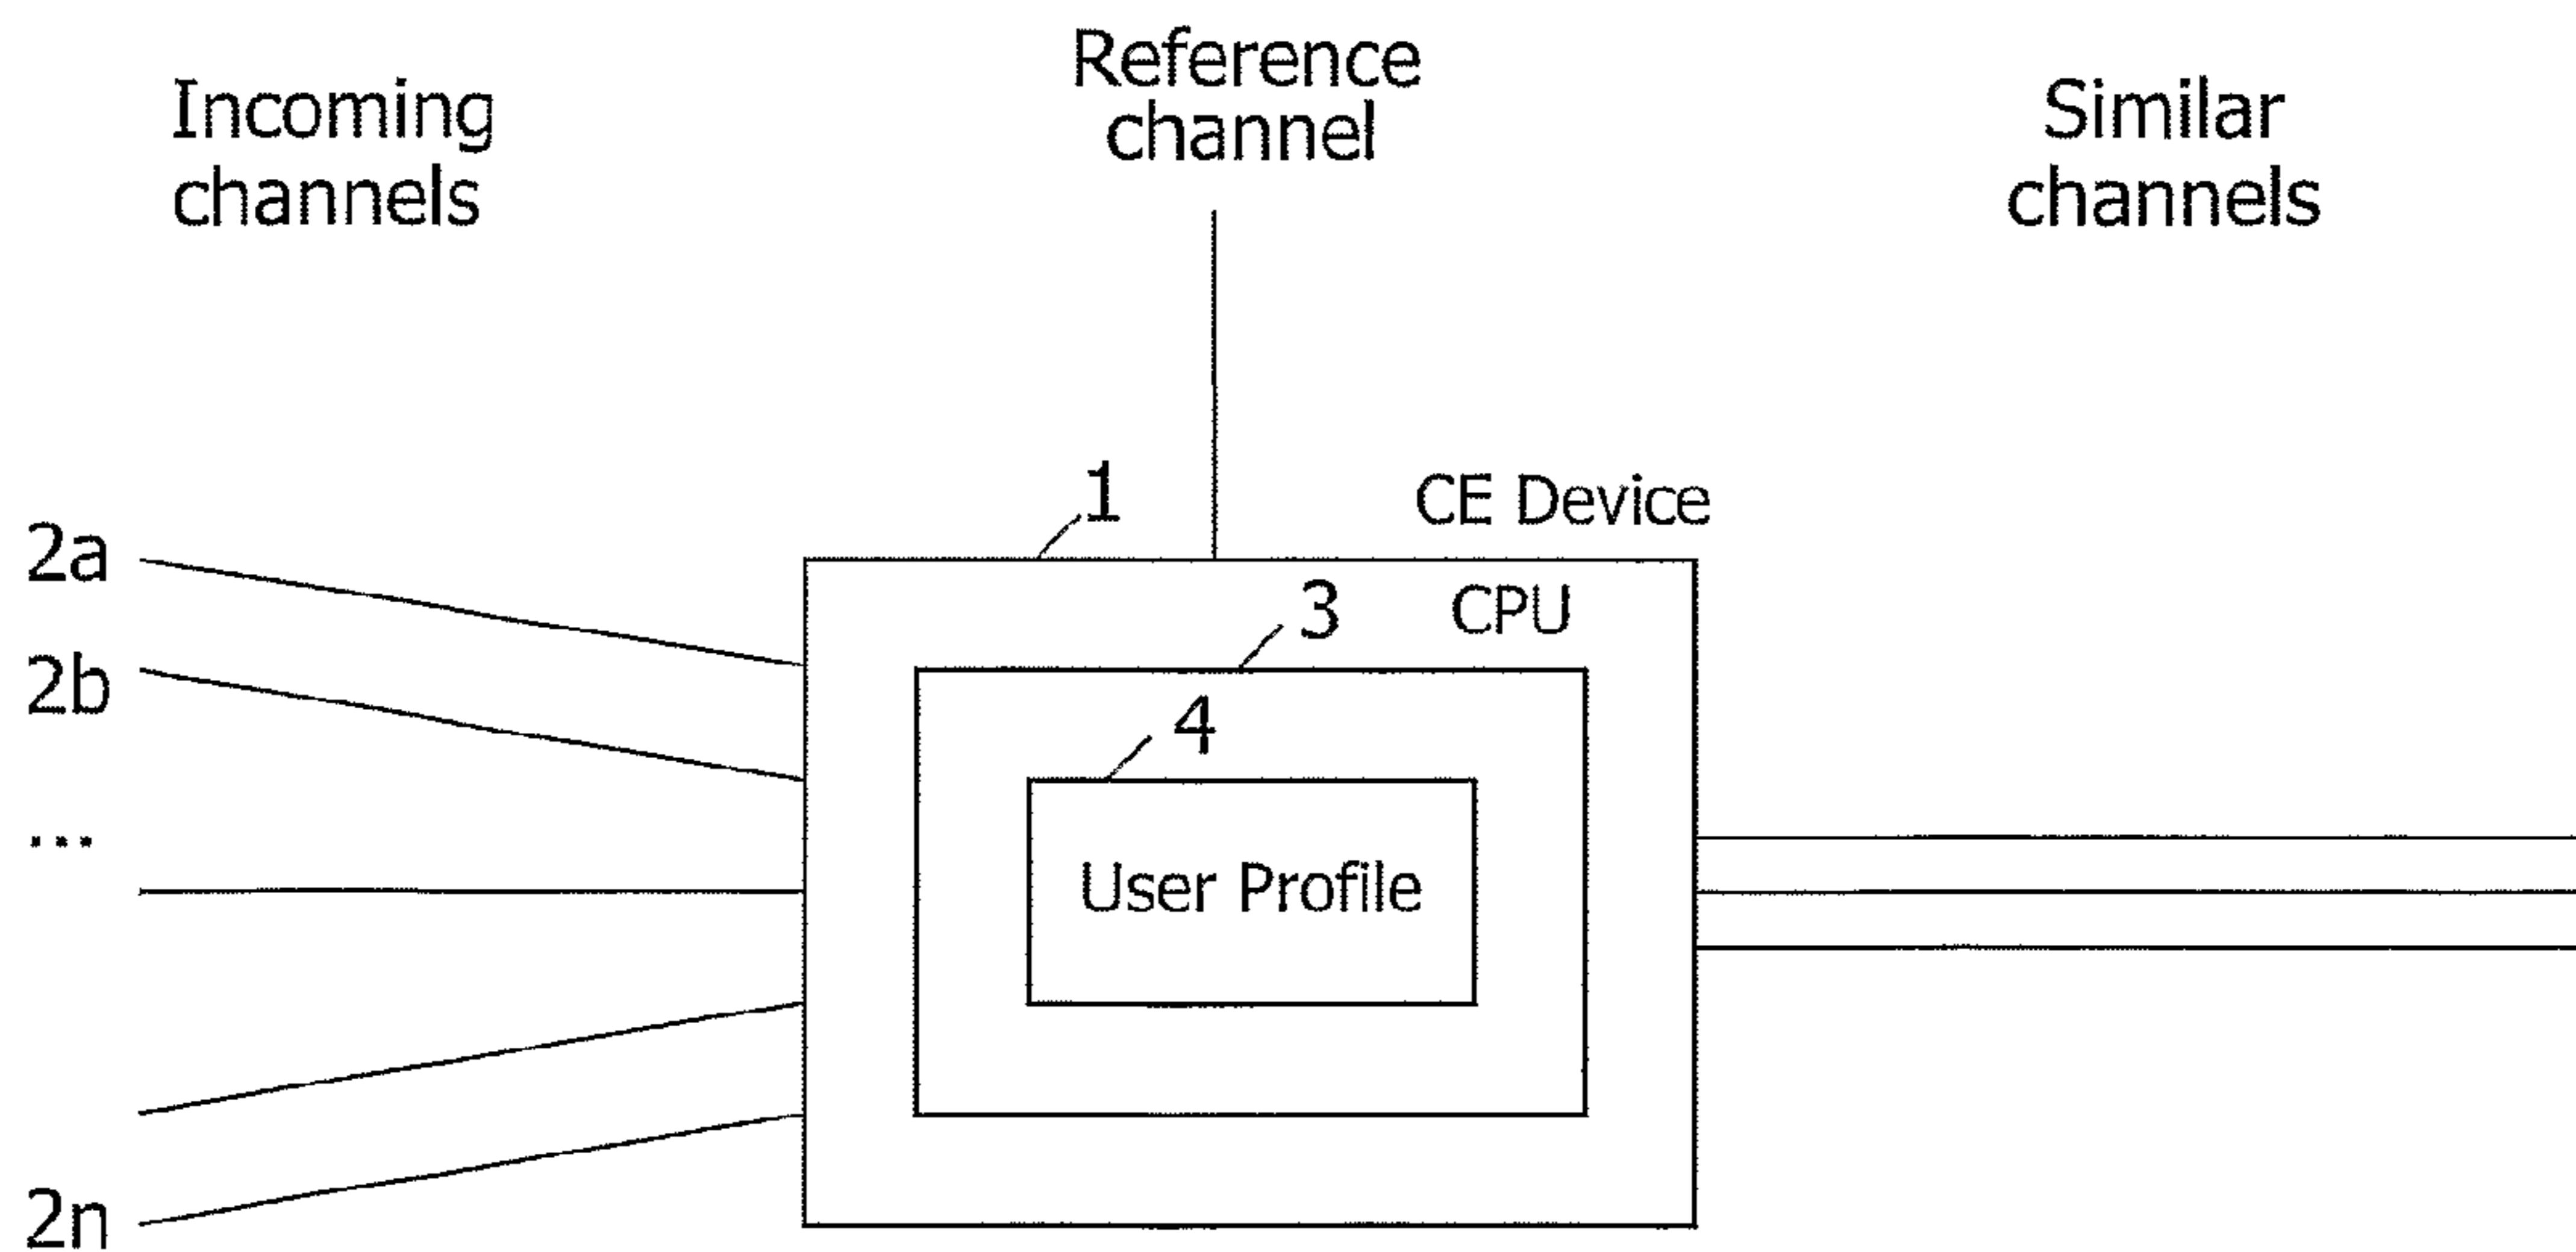 Incoming
channels
Reference
channel
Similar
channels
1
CE Device
2a
3
CPU
2b
4
...
User Profile
2n